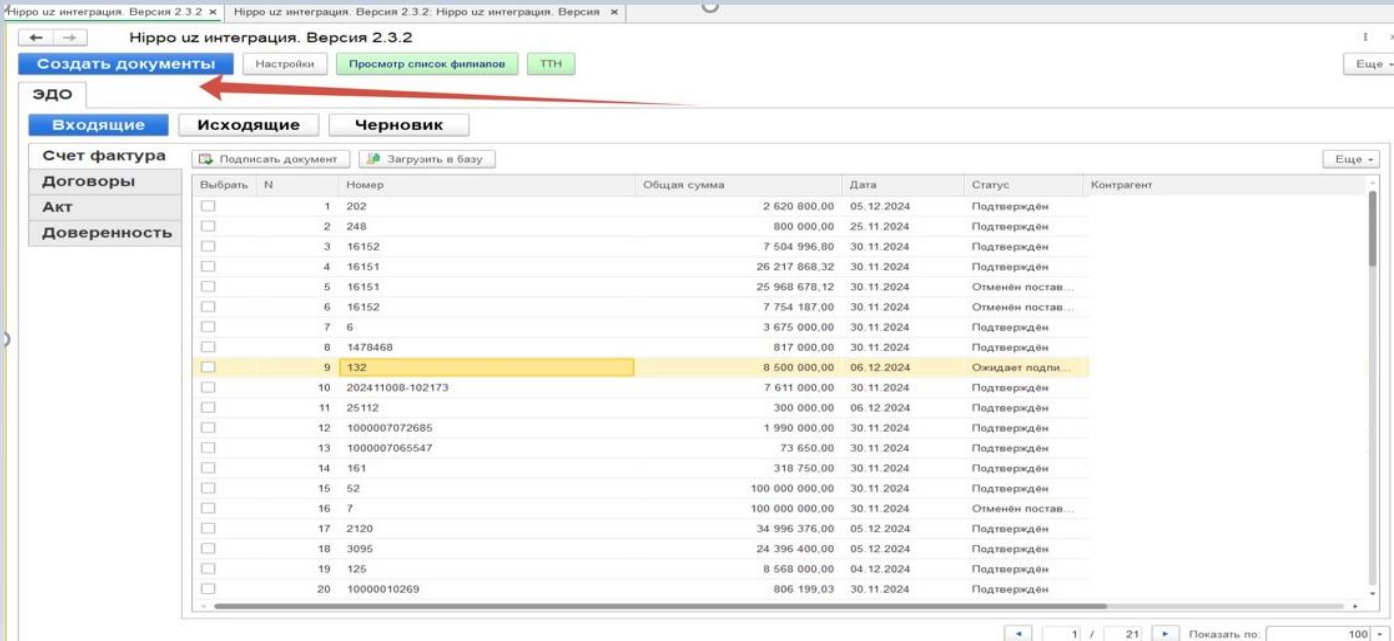 Hippo uz интеграция. Версия 2.3.2 × Hippo uz интеграция. Версия 2.3.2: Hippo uz интеграция. Версия ×
Hippo uz интеграция. Версия 2.3.2
Создать документы Настройки Просмотр список филиалов ТТН Еще
ЭДО
Входящие Исходящие Черновик
Счет фактура Подписать документ Загрузить в базу Еще
Договоры
Акт
Доверенность
Выбрать N Номер Общая сумма Дата Статус Контрагент
1 202 2 620 800,00 05.12.2024 Подтверждён
2 248 800 000,00 25.11.2024 Подтверждён
3 16152 7 504 996,80 30.11.2024 Подтверждён
4 16151 26 217 868,32 30.11.2024 Подтверждён
5 16151 25 968 678,12 30.11.2024 Отменён постав...
6 16152 7 754 187,00 30.11.2024 Отменён постав...
7 6 3 675 000,00 30.11.2024 Подтверждён
8 1478468 817 000,00 30.11.2024 Подтверждён
9 132 8 500 000,00 06.12.2024 Ожидает подпи...
10 202411008-102173 7 611 000,00 30.11.2024 Подтверждён
11 25112 300 000,00 06.12.2024 Подтверждён
12 1000007072685 1 990 000,00 30.11.2024 Подтверждён
13 1000007065547 73 650,00 30.11.2024 Подтверждён
14 161 318 750,00 30.11.2024 Подтверждён
15 52 100 000 000,00 30.11.2024 Подтверждён
16 7 100 000 000,00 30.11.2024 Отменён постав...
17 2120 34 996 376,00 05.12.2024 Подтверждён
18 3095 24 396 400,00 05.12.2024 Подтверждён
19 125 8 568 000,00 04.12.2024 Подтверждён
20 10000010269 806 199,03 30.11.2024 Подтверждён
1 / 21 Показать по: 100